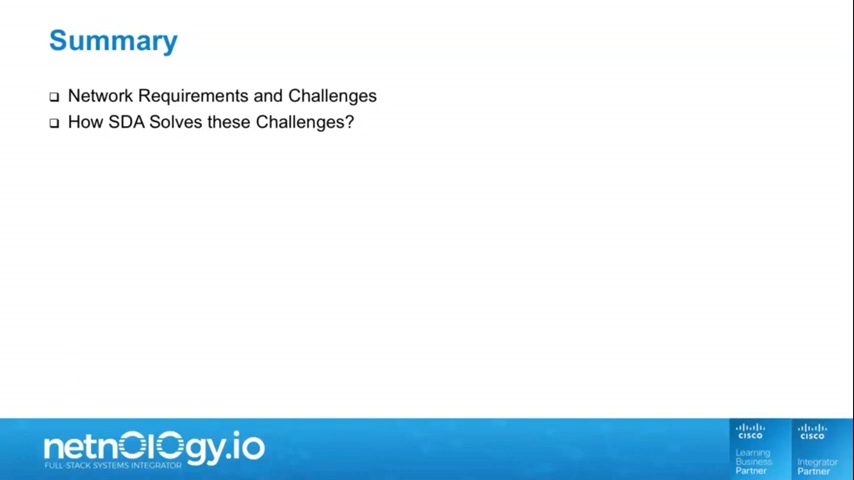 Summary
Network Requirements and Challenges
How SDA Solves these Challenges?
netnology.io
FULL-STACK SYSTEMS INTEGRATOR
CISCO
Learning
Business
Partner
CISCO
Integrator
Partner